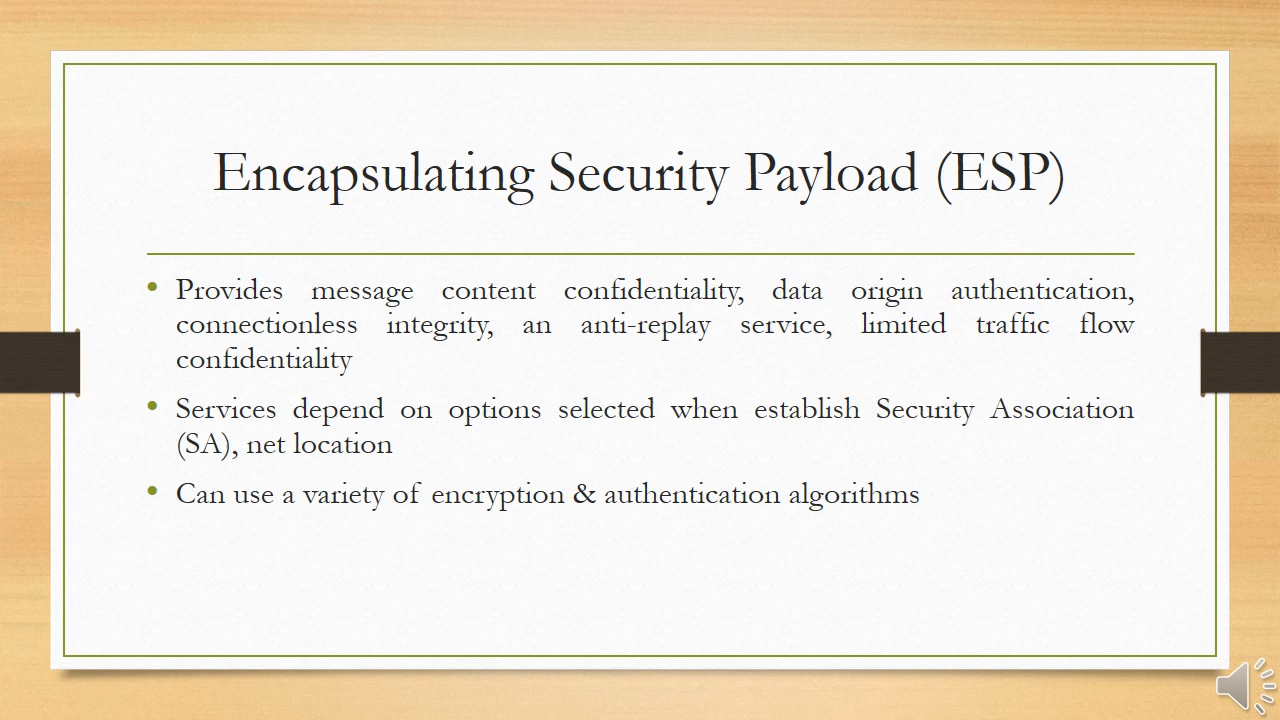 Encapsulating Security Payload (ESP)
• Provides message content confidentiality, data origin authentication,
connectionless integrity, an anti-replay service, limited traffic flow
confidentiality
• Services depend on options selected when establish Security Association
(SA), net location
• Can use a variety of encryption & authentication algorithms